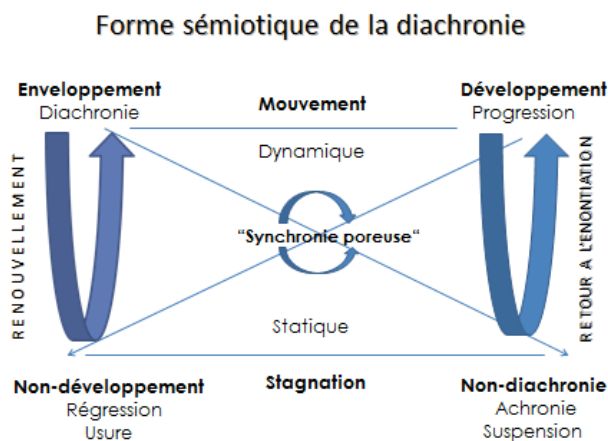 Forme sémiotique de la diachronie
Enveloppement
Diachronie
Mouvement
Développement
Progression
Dynamique
RENOUVELLEMENT
"Synchronie poreuse"
RETOUR A L'ENONTIATION
Statique
Non-développement
Régression
Usure
Stagnation
Non-diachronie
Achronie
Suspension